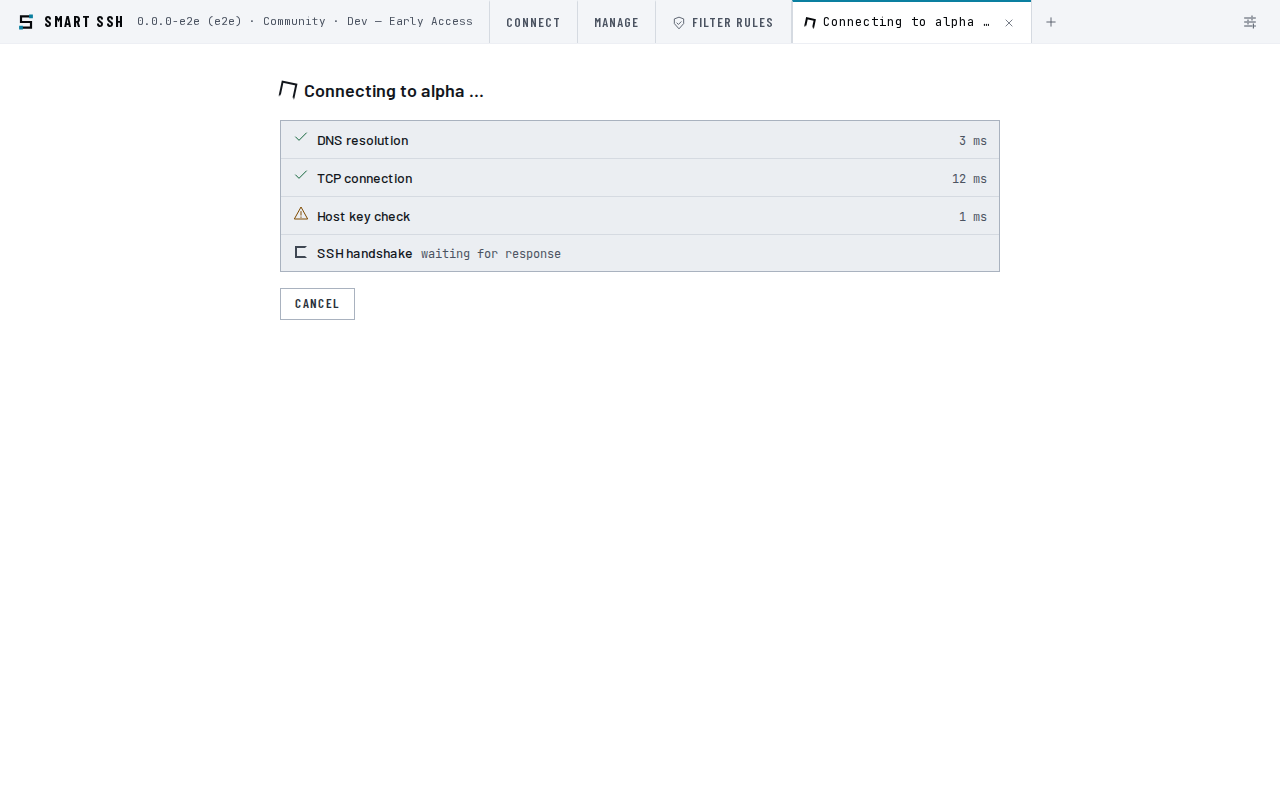 SMART SSH 0.0.0-e2e (e2e) · Community · Dev — Early Access CONNECT MANAGE FILTER RULES Connecting to alpha …
Connecting to alpha …
DNS resolution 3 ms
TCP connection 12 ms
Host key check 1 ms
SSH handshake waiting for response
CANCEL